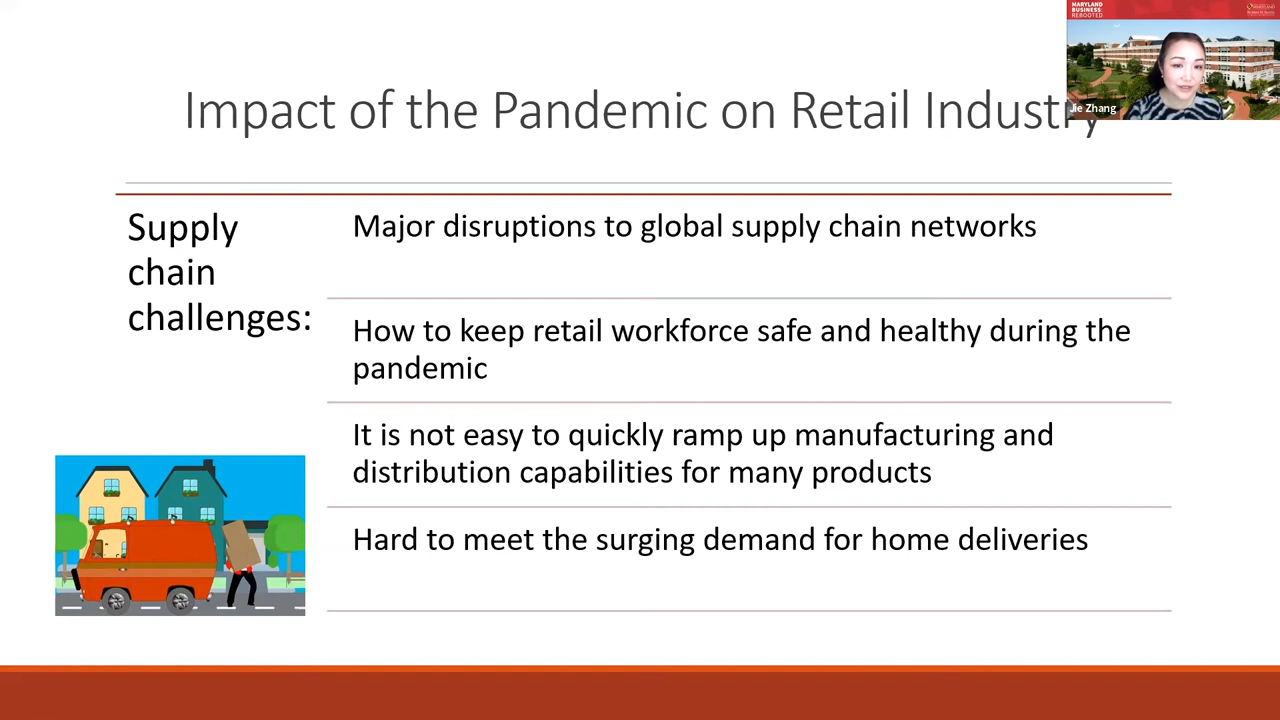 MARYLAND
BUSINESS:
REBOOTED
Jie Zhang
Impact of the Pandemic on Retail Industry
Supply
chain
challenges:
Major disruptions to global supply chain networks
How to keep retail workforce safe and healthy during the
pandemic
It is not easy to quickly ramp up manufacturing and
distribution capabilities for many products
Hard to meet the surging demand for home deliveries